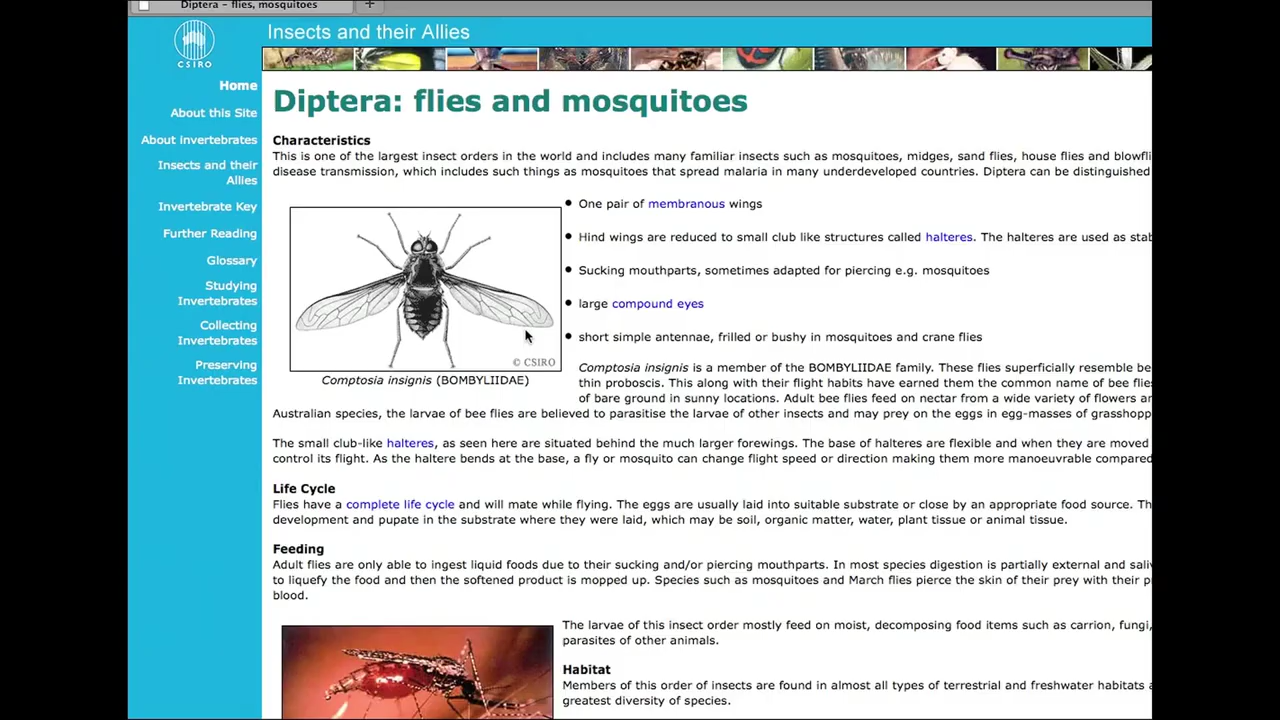 Diptera – flies, mosquitoes
+
CSIRO
Insects and their Allies
Home
About this Site
About invertebrates
Insects and their
Allies
Invertebrate Key
Further Reading
Glossary
Studying
Invertebrates
Collecting
Invertebrates
Preserving
Invertebrates
Diptera: flies and mosquitoes
Characteristics
This is one of the largest insect orders in the world and includes many familiar insects such as mosquitoes, midges, sand flies, house flies and blowfli
disease transmission, which includes such things as mosquitoes that spread malaria in many underdeveloped countries. Diptera can be distinguished
• One pair of membranous wings
• Hind wings are reduced to small club like structures called halteres. The halteres are used as stab
• Sucking mouthparts, sometimes adapted for piercing e.g. mosquitoes
• large compound eyes
• short simple antennae, frilled or bushy in mosquitoes and crane flies
© CSIRO
Comptosia insignis (BOMBYLIIDAE)
Comptosia insignis is a member of the BOMBYLIIDAE family. These flies superficially resemble be
thin proboscis. This along with their flight habits have earned them the common name of bee flie
of bare ground in sunny locations. Adult bee flies feed on nectar from a wide variety of flowers a
Australian species, the larvae of bee flies are believed to parasitise the larvae of other insects and may prey on the eggs in egg-masses of grasshopp
The small club-like halteres, as seen here are situated behind the much larger forewings. The base of halteres are flexible and when they are moved
control its flight. As the haltere bends at the base, a fly or mosquito can change flight speed or direction making them more manoeuvrable compared
Life Cycle
Flies have a complete life cycle and will mate while flying. The eggs are usually laid into suitable substrate or close by an appropriate food source. Th
development and pupate in the substrate where they were laid, which may be soil, organic matter, water, plant tissue or animal tissue.
Feeding
Adult flies are only able to ingest liquid foods due to their sucking and/or piercing mouthparts. In most species digestion is partially external and sali
to liquefy the food and then the softened product is mopped up. Species such as mosquitoes and March flies pierce the skin of their prey with their p
blood.
The larvae of this insect order mostly feed on moist, decomposing food items such as carrion, fungi,
parasites of other animals.
Habitat
Members of this order of insects are found in almost all types of terrestrial and freshwater habitats a
greatest diversity of species.